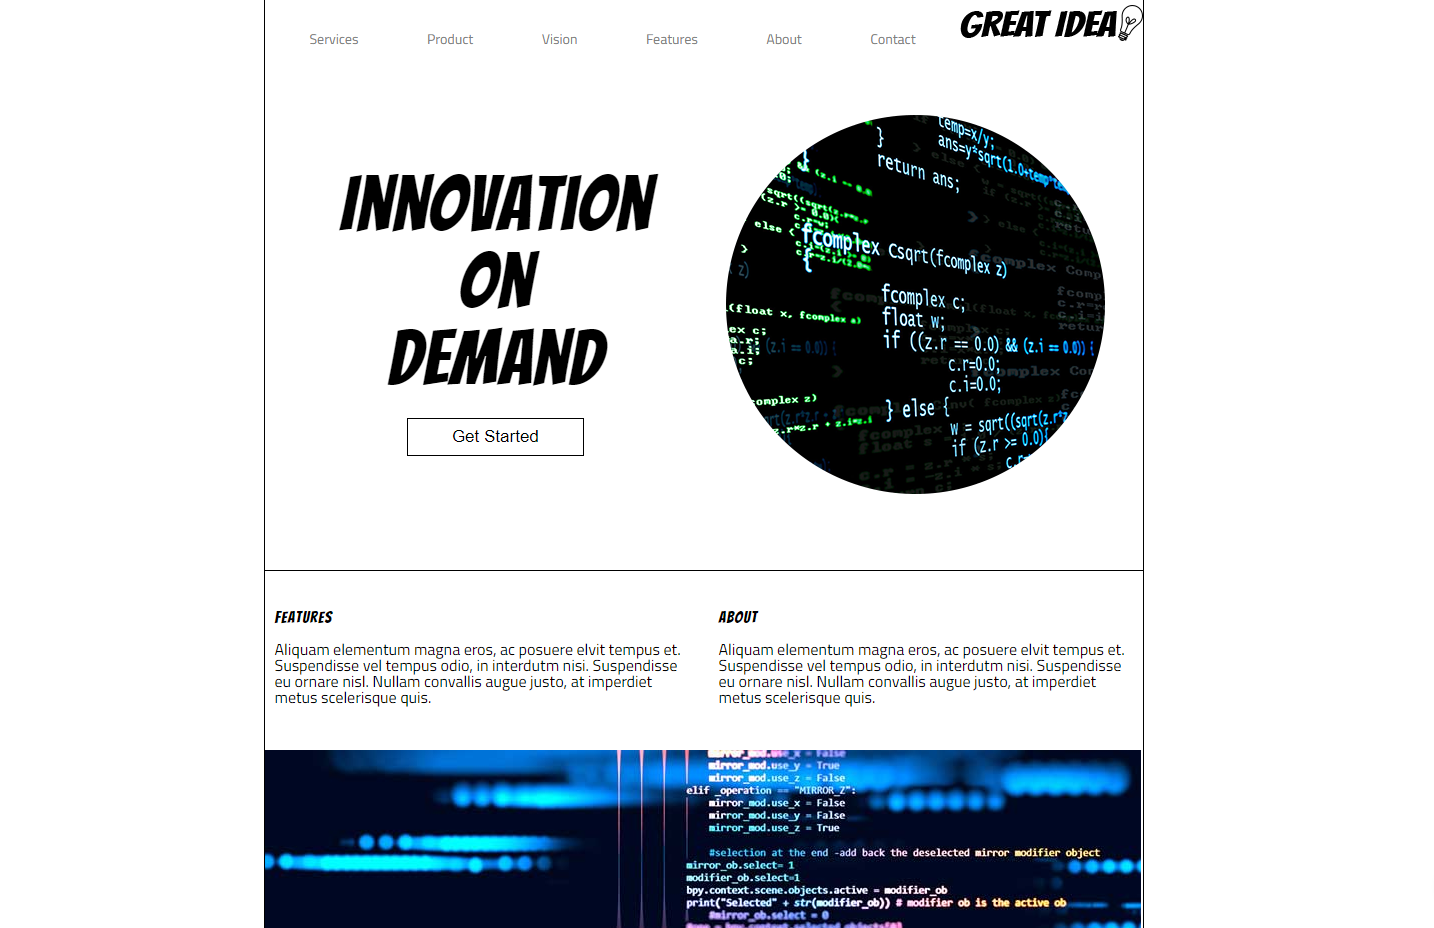 Services Product Vision Features About Contact GREAT IDEA
INNOVATION
ON
DEMAND
Get Started
temp=x/y;
ans=y*sqrt(1.0+temp*te
}
return ans;
fcomplex Csqrt(fcomplex z)
{
fcomplex c;
float w;
if ((z.r == 0.0) && (z.i == 0.0)) {
c.r=0.0;
c.i=0.0;
} else {
w = sqrt((sqrt(z.r*z
if (z.r >= 0.0){
c.r=
else {
(float x, fcomplex a)
ex c;
a.r;
a.i;
c;
complex z)
FEATURES
Aliquam elementum magna eros, ac posuere elvit tempus et.
Suspendisse vel tempus odio, in interdutm nisi. Suspendisse
eu ornare nisl. Nullam convallis augue justo, at imperdiet
metus scelerisque quis.
ABOUT
Aliquam elementum magna eros, ac posuere elvit tempus et.
Suspendisse vel tempus odio, in interdutm nisi. Suspendisse
eu ornare nisl. Nullam convallis augue justo, at imperdiet
metus scelerisque quis.
mirror_mod.use_x = False
mirror_mod.use_y = True
mirror_mod.use_z = False
elif _operation == "MIRROR_Z":
mirror_mod.use_x = False
mirror_mod.use_y = False
mirror_mod.use_z = True
#selection at the end -add back the deselected mirror modifier object
mirror_ob.select= 1
modifier_ob.select=1
bpy.context.scene.objects.active = modifier_ob
print("Selected" + str(modifier_ob)) # modifier ob is the active ob
#mirror_ob.select = 0